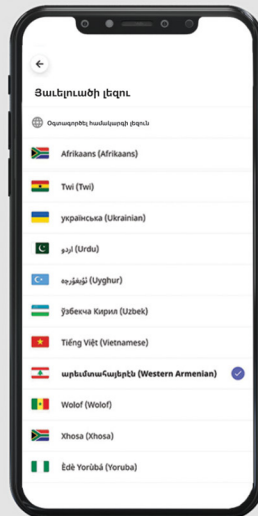 Յաւելուածի լեզու
Օգտագործել համակարգի լեզուն
Afrikaans (Afrikaans)
Twi (Twi)
українська (Ukrainian)
اردو (Urdu)
ئۇيغۇرچە (Uyghur)
ўзбекча Кирил (Uzbek)
Tiếng Việt (Vietnamese)
արեւմտահայերէն (Western Armenian)
Wolof (Wolof)
Xhosa (Xhosa)
Èdè Yorùbá (Yoruba)